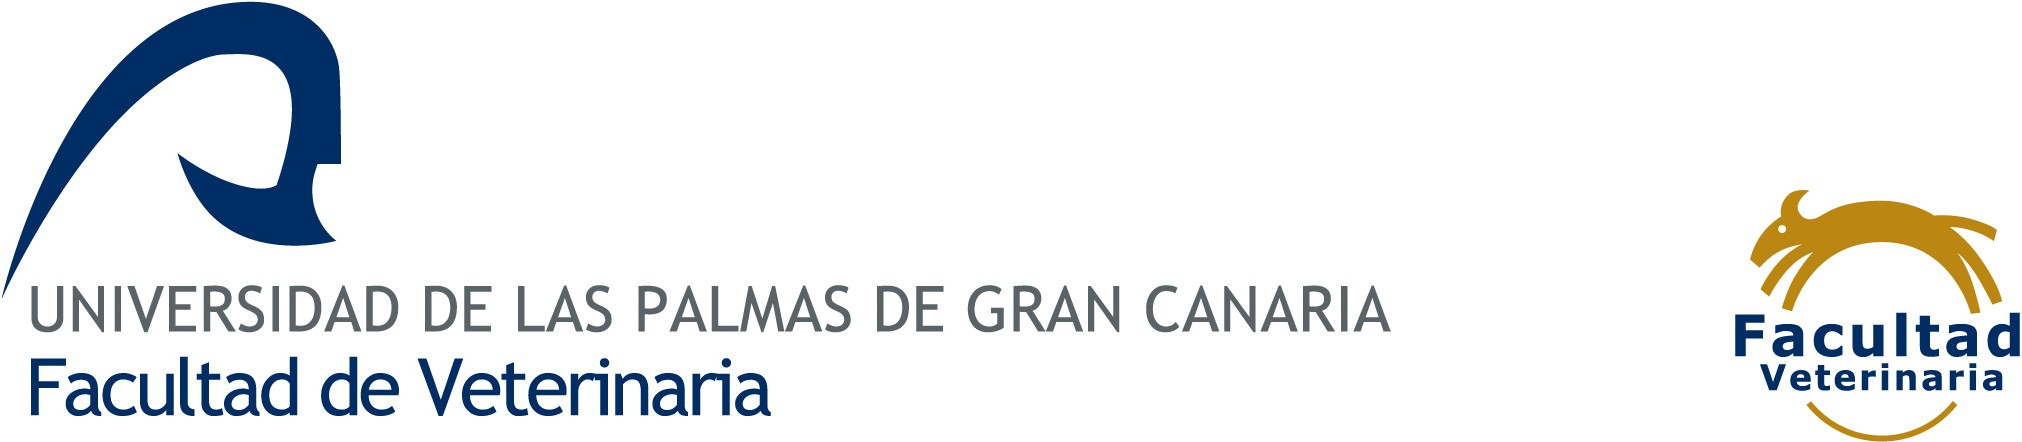 UNIVERSIDAD DE LAS PALMAS DE GRAN CANARIA
Facultad de Veterinaria
Facultad
Veterinaria